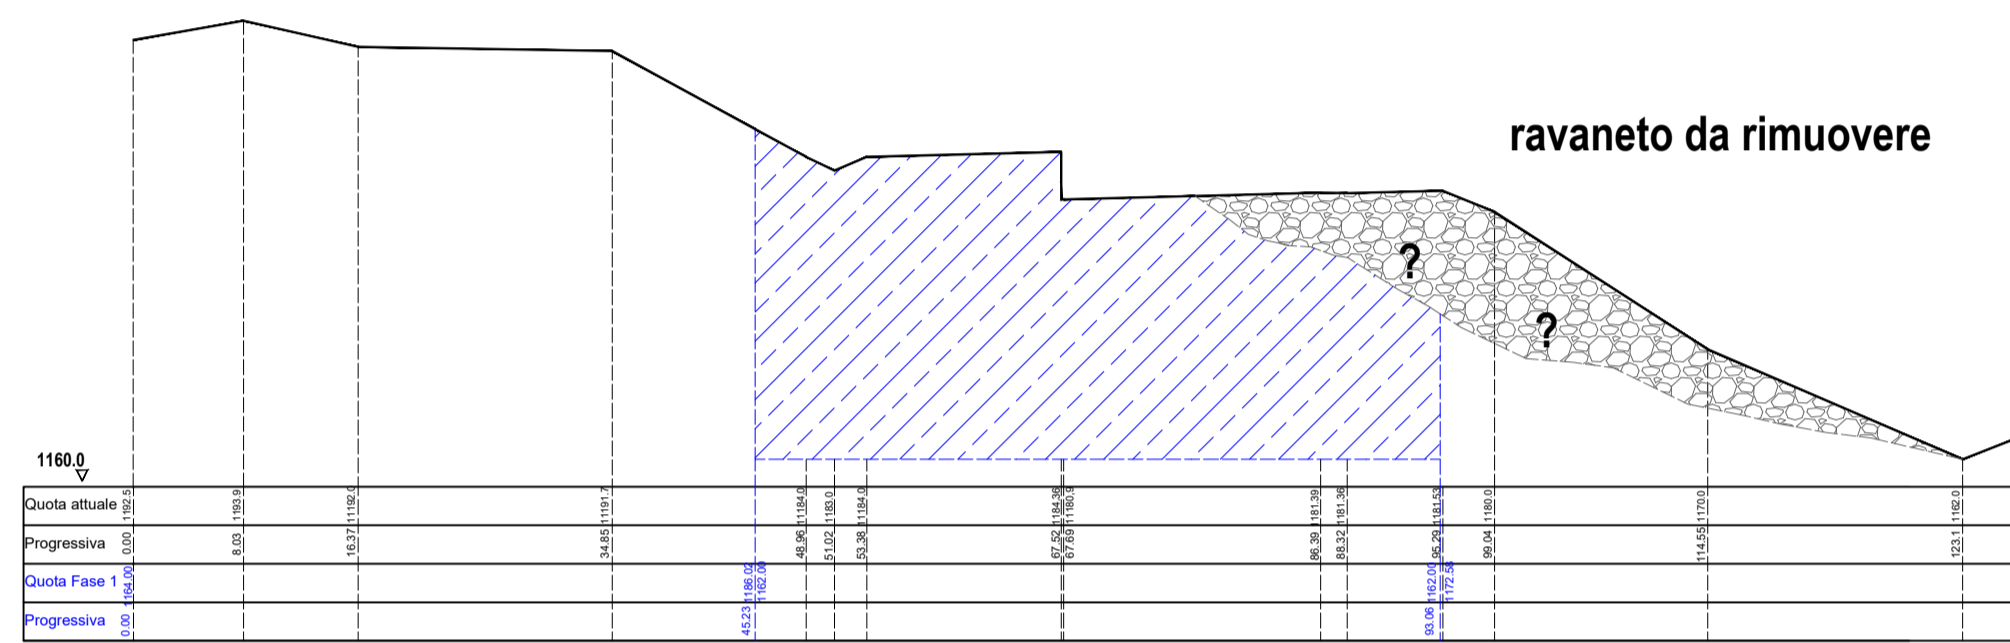 ravaneto da rimuovere
?
?
1160.0
Quota attuale 1192.5 1193.9 1192.0 1191.7 1184.0 1183.0 1184.0 1184.36 1180.9 1181.39 1181.36 1181.53 1180.0 1170.0 1162.0
Progressiva 0.00 8.03 16.37 34.85 48.96 51.02 53.38 67.52 67.69 86.39 88.32 95.29 99.04 114.55 123.1
Quota Fase 1 1164.00 1186.02 1162.00 1162.00 1172.58
Progressiva 0.00 45.23 93.06